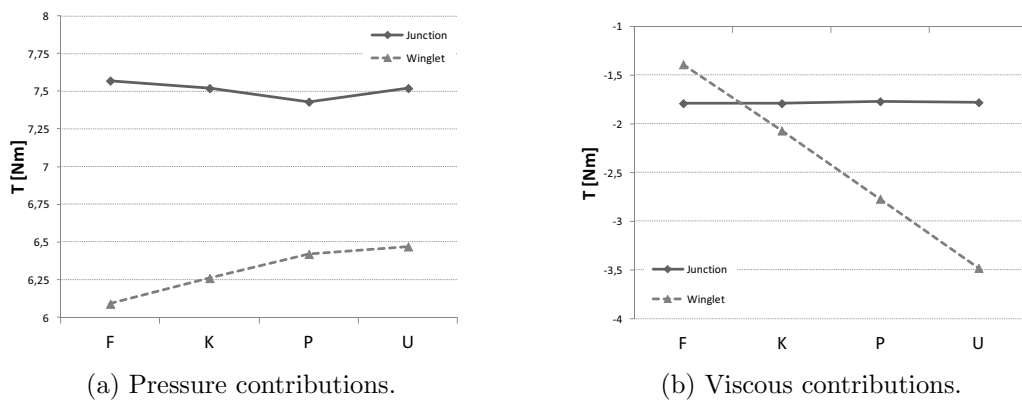 8
7,75
7,5
7,25
7
6,75
6,5
6,25
6
T [Nm]
Junction
Winglet
F K P U
(a) Pressure contributions.
-1
-1,5
-2
-2,5
-3
-3,5
-4
T [Nm]
Junction
Winglet
F K P U
(b) Viscous contributions.